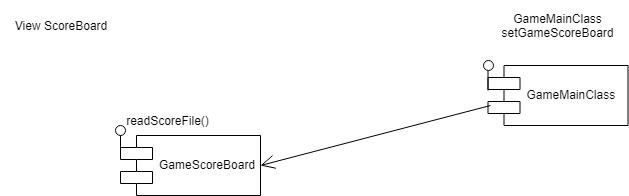 View ScoreBoard
GameMainClass
setGameScoreBoard
GameMainClass
readScoreFile()
GameScoreBoard